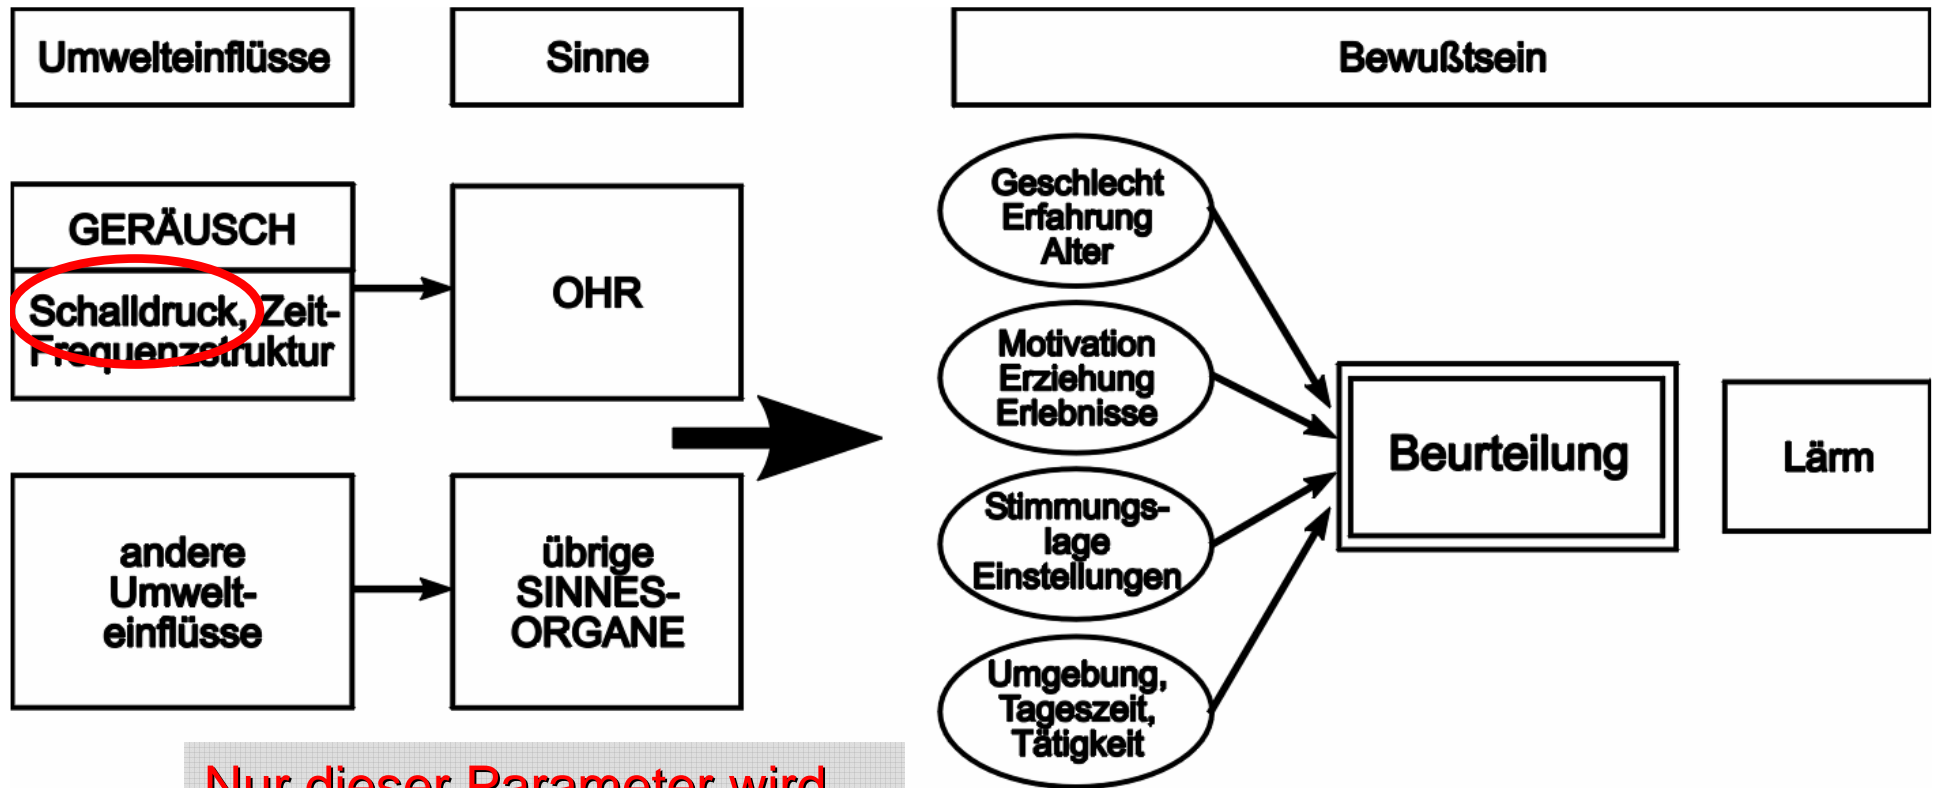 Umwelteinflüsse
Sinne
Bewußtsein
GERÄUSCH
Schalldruck, Zeit-
Frequenzstruktur
OHR
andere
Umwelt-
einflüsse
übrige
SINNES-
ORGANE
Geschlecht
Erfahrung
Alter
Motivation
Erziehung
Erlebnisse
Stimmungs-
lage
Einstellungen
Umgebung,
Tageszeit,
Tätigkeit
Beurteilung
Lärm
Nur dieser Parameter wird